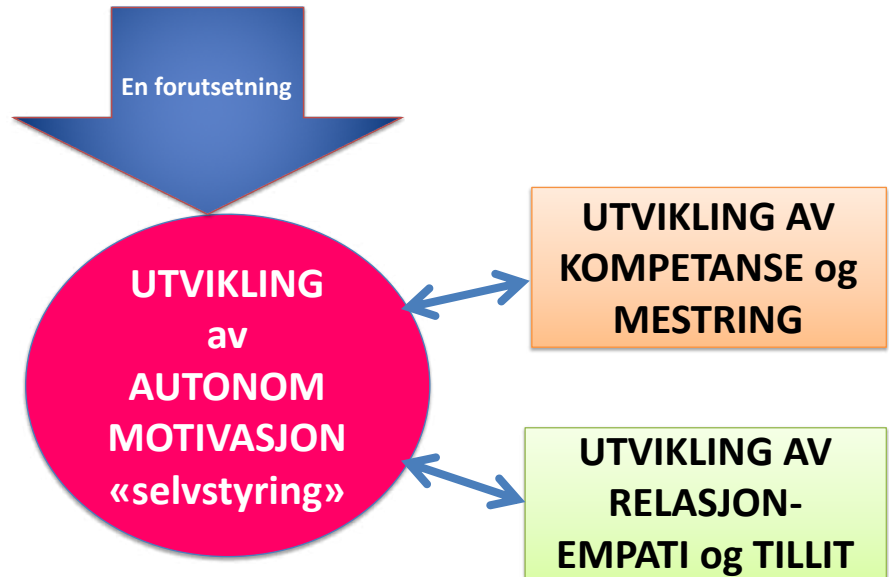 En forutsetning
UTVIKLING
av
AUTONOM
MOTIVASJON
«selvstyring»
UTVIKLING AV
KOMPETANSE og
MESTRING
UTVIKLING AV
RELASJON-
EMPATI og TILLIT